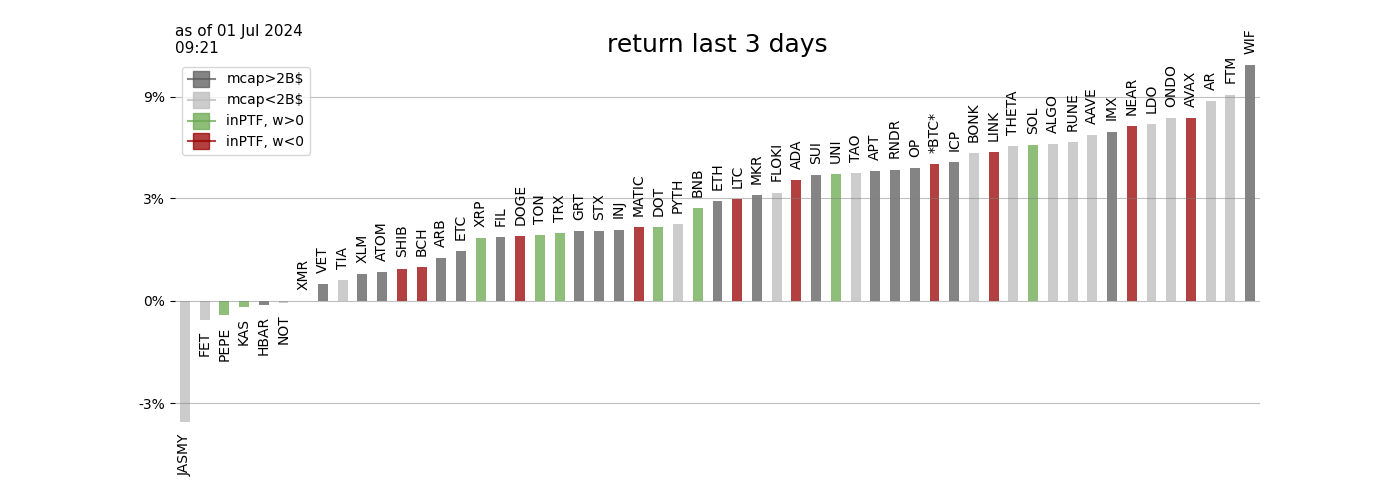 as of 01 Jul 2024
09:21
return last 3 days
mcap>2B$
mcap<2B$
inPTF, w>0
inPTF, w<0
9%
3%
0%
-3%
JASMY
FET
PEPE
KAS
HBAR
NOT
XMR
VET
TIA
XLM
ATOM
SHIB
BCH
ARB
ETC
XRP
FIL
DOGE
TON
TRX
GRT
STX
INJ
MATIC
DOT
PYTH
BNB
ETH
LTC
MKR
FLOKI
ADA
SUI
UNI
TAO
APT
RNDR
OP
*BTC*
ICP
BONK
LINK
THETA
SOL
ALGO
RUNE
AAVE
IMX
NEAR
LDO
ONDO
AVAX
AR
FTM
WIF